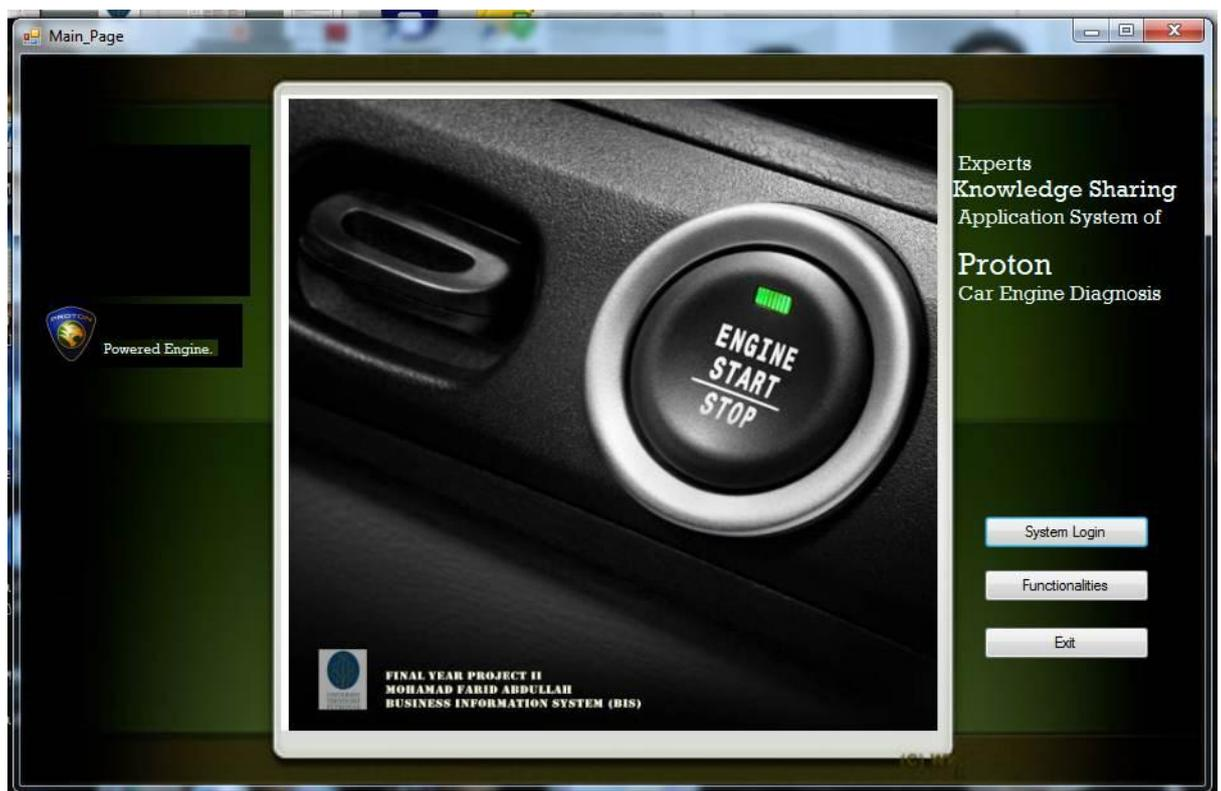 Main_Page
Experts
Knowledge Sharing
Application System of
Proton
Car Engine Diagnosis
PROTON
Powered Engine.
ENGINE
START
STOP
System Login
Functionalities
Exit
FINAL YEAR PROJECT II
MOHAMAD FARID ABDULLAH
BUSINESS INFORMATION SYSTEM (BIS)